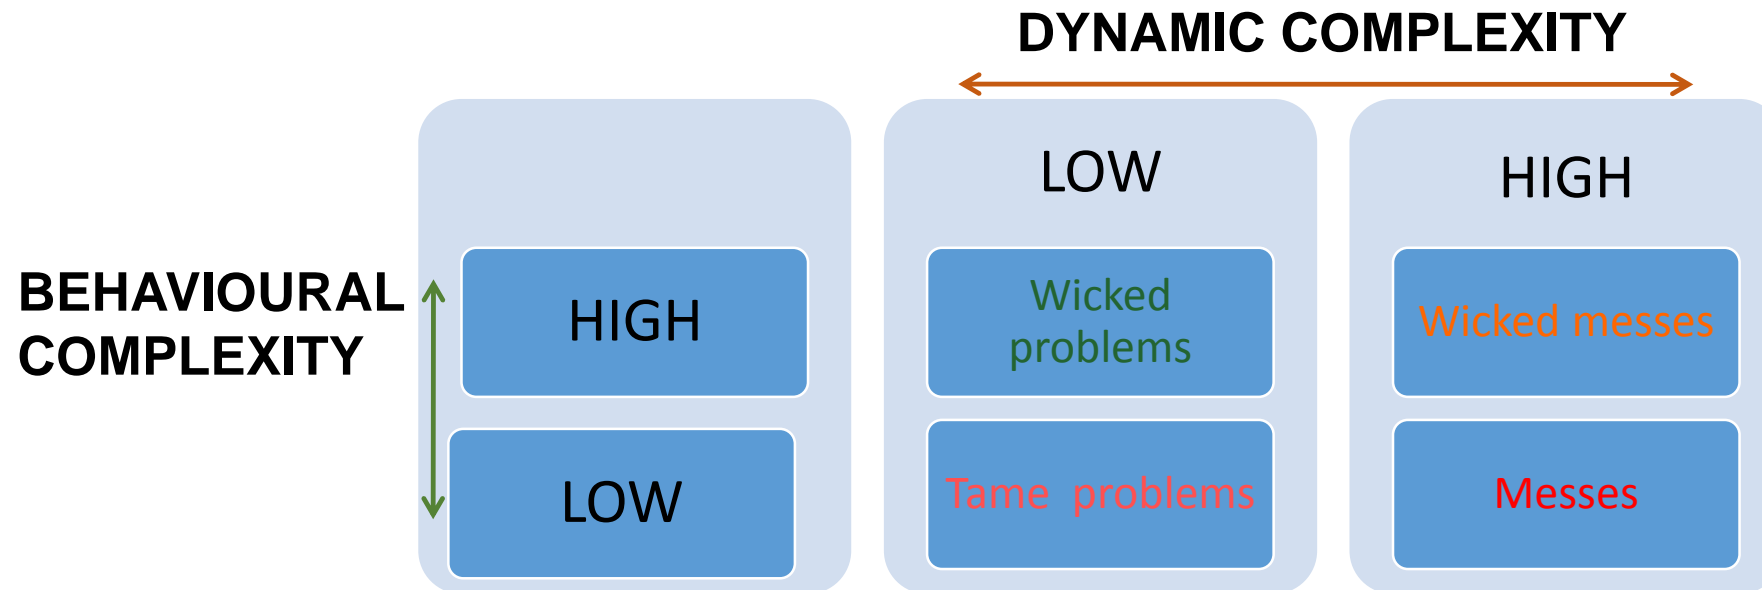 DYNAMIC COMPLEXITY
LOW
HIGH
BEHAVIOURAL
COMPLEXITY
HIGH
Wicked
problems
Wicked messes
LOW
Tame problems
Messes